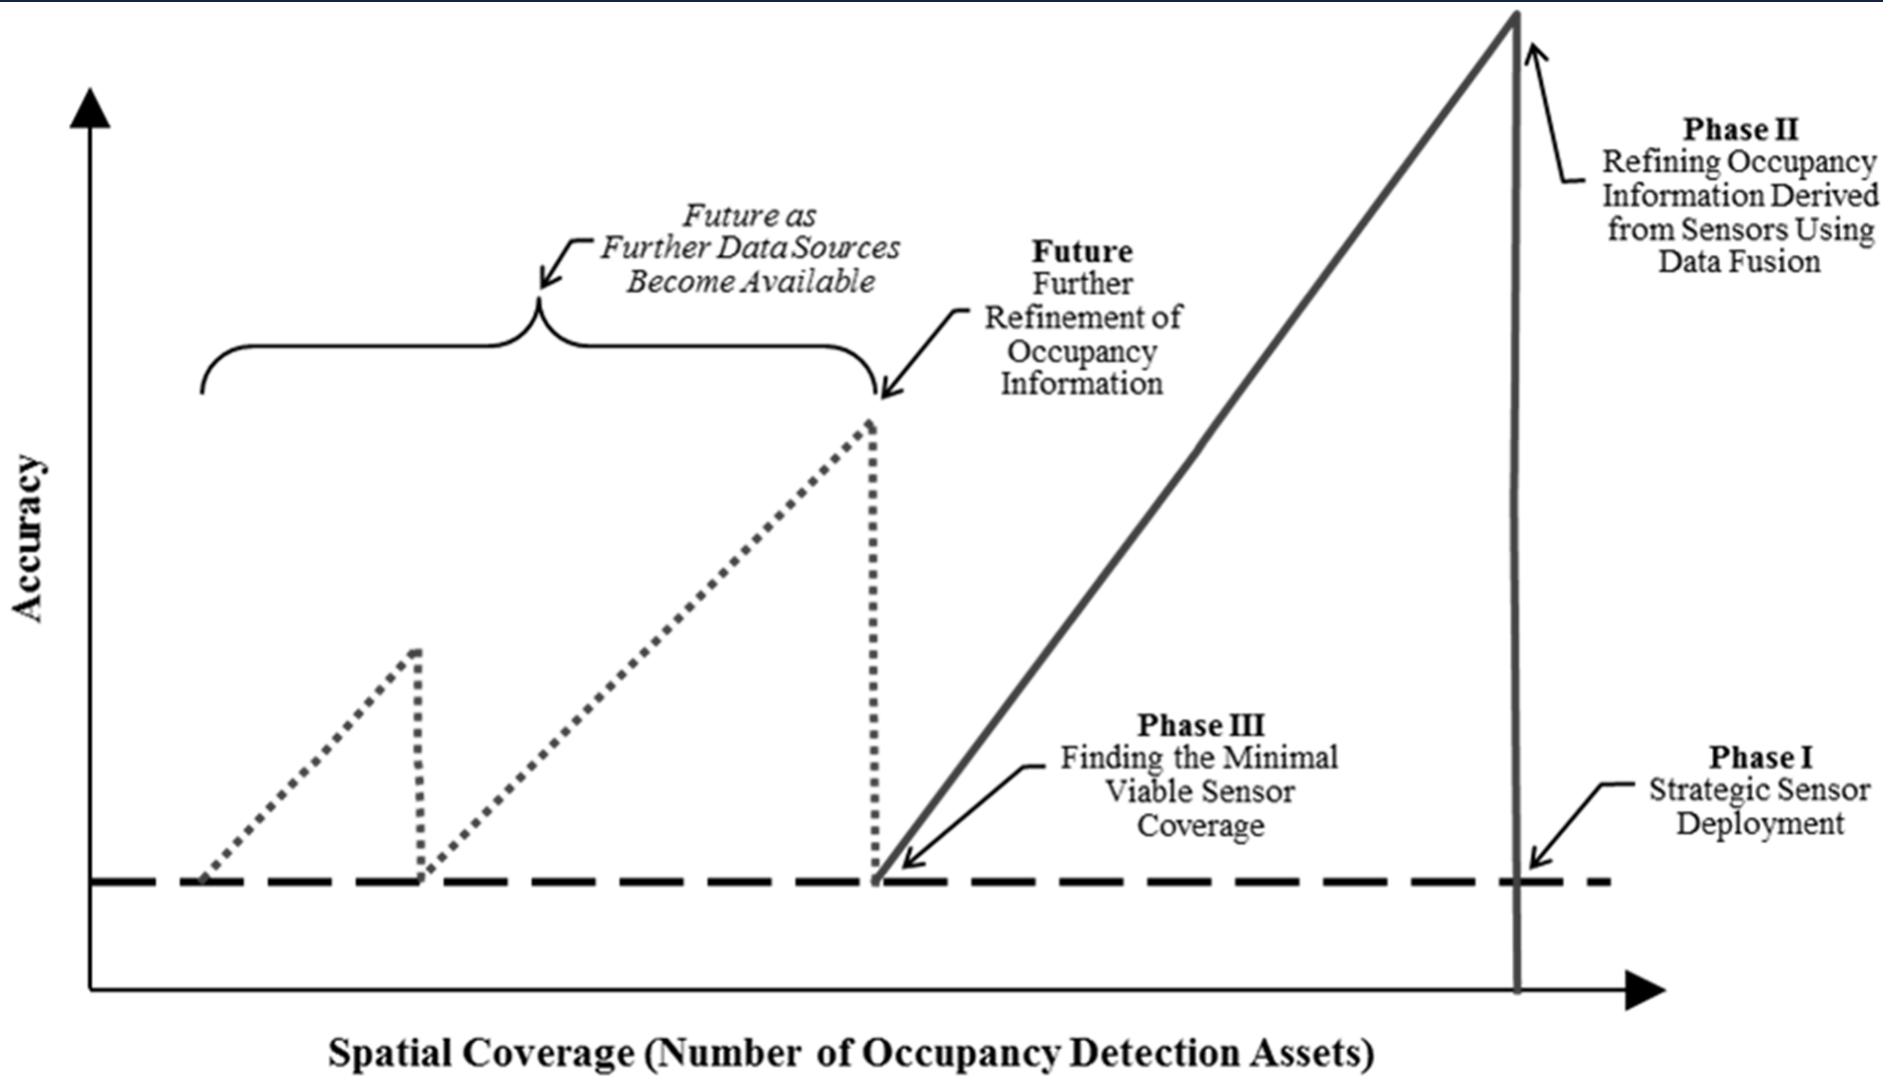 Phase II
Refining Occupancy
Information Derived
from Sensors Using
Data Fusion
Future as
Further Data Sources
Become Available
Future
Further
Refinement of
Occupancy
Information
Accuracy
Phase III
Finding the Minimal
Viable Sensor
Coverage
Phase I
Strategic Sensor
Deployment
Spatial Coverage (Number of Occupancy Detection Assets)